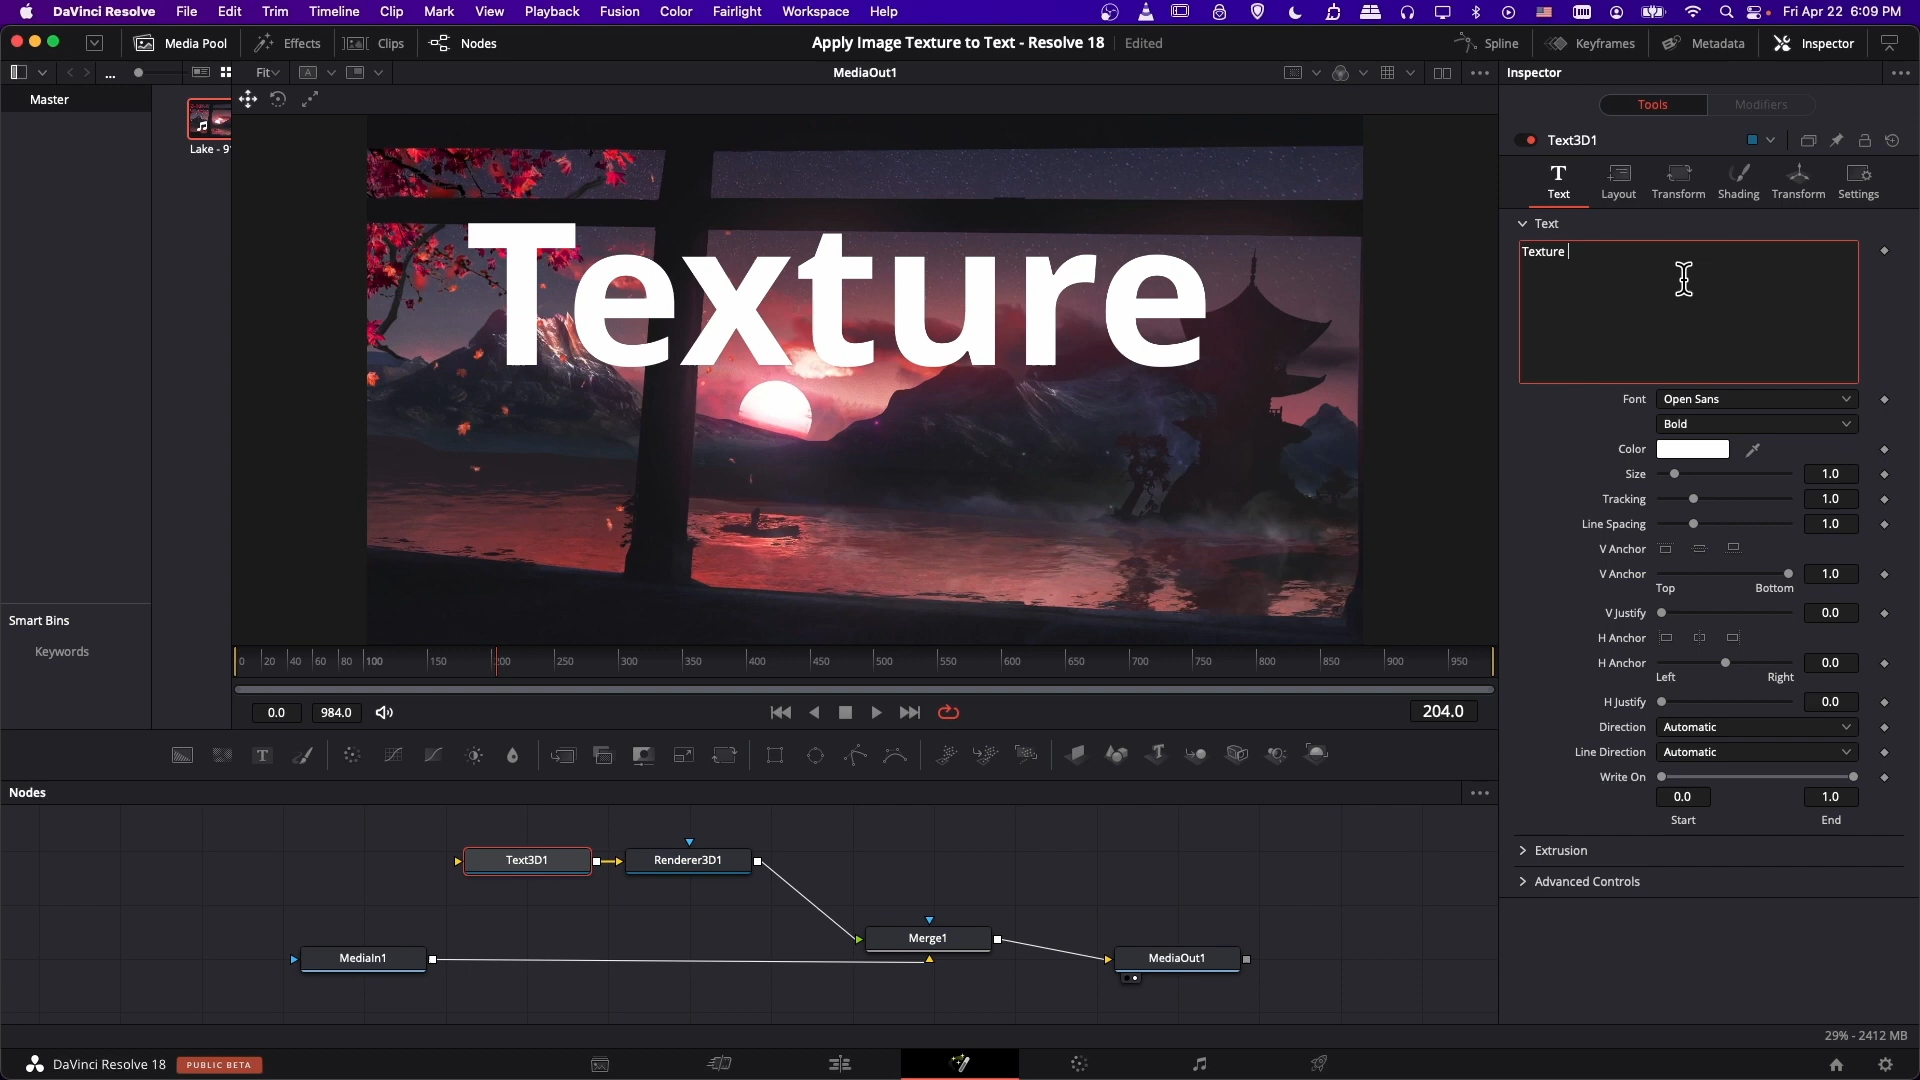 DaVinci Resolve File Edit Trim Timeline Clip Mark View Playback Fusion Color Fairlight Workspace Help Fri Apr 22 6:09 PM
Media Pool Effects Clips Nodes Apply Image Texture to Text - Resolve 18 Edited Spline Keyframes Metadata Inspector
... Fit A MediaOut1 Inspector
Master
Lake - 9
Tools Modifiers
Text3D1
Text Layout Transform Shading Transform Settings
Text
Texture
Texture
Font Open Sans
Bold
Color
Size 1.0
Tracking 1.0
Line Spacing 1.0
V Anchor
V Anchor 1.0
Top Bottom
V Justify 0.0
H Anchor
H Anchor 0.0
Left Right
H Justify 0.0
Direction Automatic
Line Direction Automatic
Write On
0.0 1.0
Start End
Extrusion
Advanced Controls
Smart Bins
Keywords
0 20 40 60 80 100 150 200 250 300 350 400 450 500 550 600 650 700 750 800 850 900 950
0.0 984.0 204.0
Nodes
Text3D1 Renderer3D1
Merge1
MediaIn1 MediaOut1
29% - 2412 MB
DaVinci Resolve 18 PUBLIC BETA